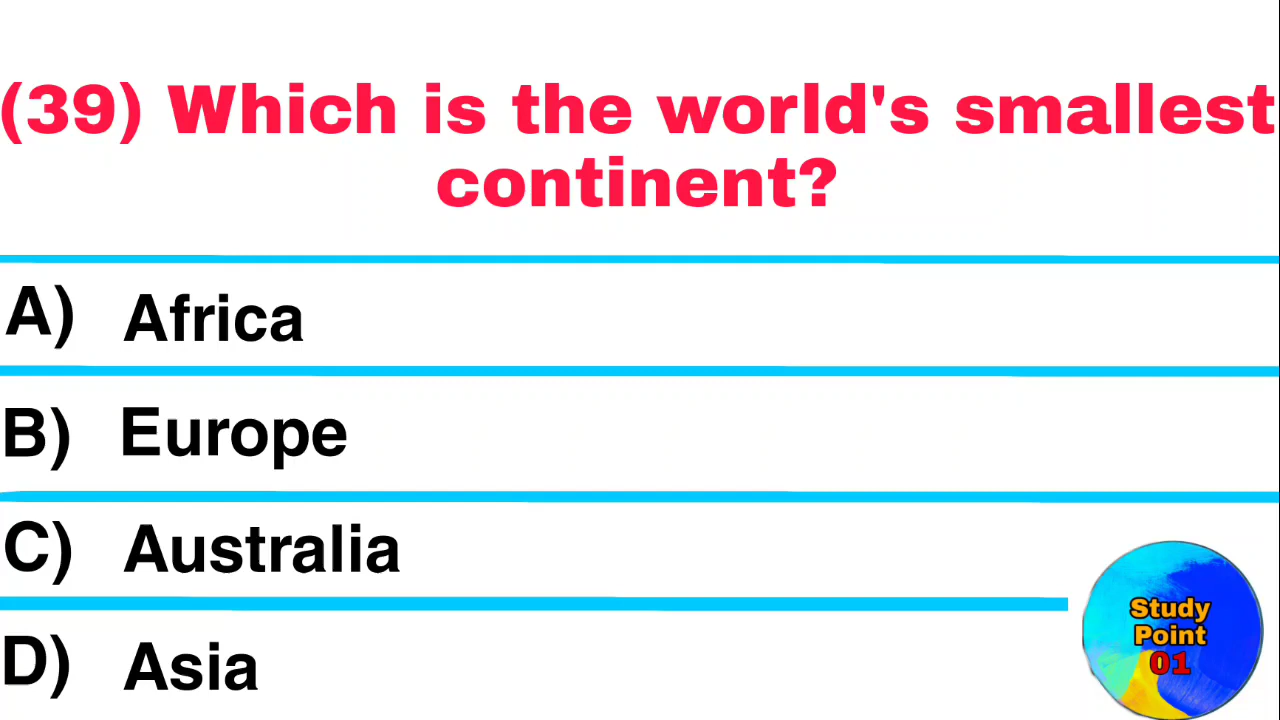 (39) Which is the world's smallest
continent?
A) Africa
B) Europe
C) Australia
D) Asia
Study
Point
01